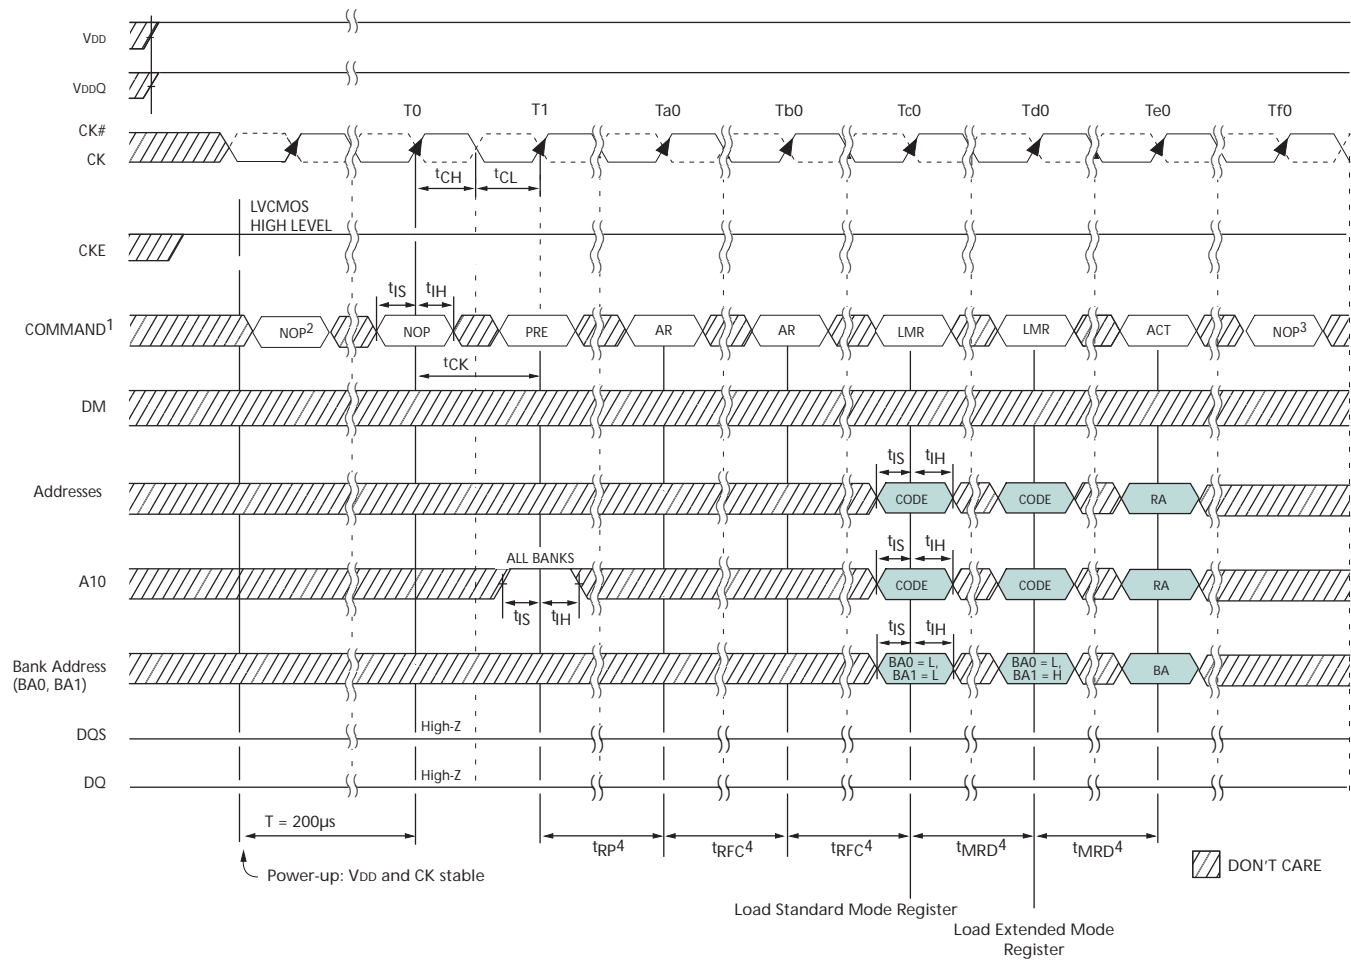 VDD
VDDQ
T0 T1 Ta0 Tb0 Tc0 Td0 Te0 Tf0
CK#
CK
tCH tCL
LVCMOS
HIGH LEVEL
CKE
tIS tIH
COMMAND1 NOP2 NOP PRE AR AR LMR LMR ACT NOP3
tCK
DM
tIS tIH
Addresses CODE CODE RA
ALL BANKS tIS tIH
A10 CODE CODE RA
tIS tIH
tIS tIH
Bank Address
(BA0, BA1)
BA0 = L,
BA1 = L
BA0 = L,
BA1 = H
BA
DQS High-Z
DQ High-Z
T = 200µs
tRP4 tRFC4 tRFC4 tMRD4 tMRD4
Power-up: VDD and CK stable
DON'T CARE
Load Standard Mode Register
Load Extended Mode
Register